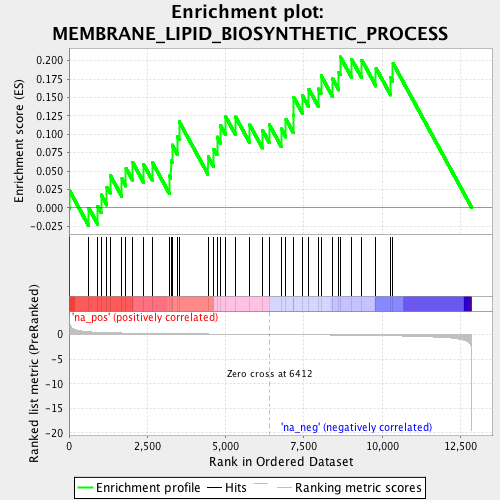 Enrichment plot:
MEMBRANE_LIPID_BIOSYNTHETIC_PROCESS
Enrichment score (ES)
0.200
0.175
0.150
0.125
0.100
0.075
0.050
0.025
0.000
-0.025
'na_pos' (positively correlated)
Ranked list metric (PreRanked)
0
-5
-10
-15
-20
Zero cross at 6412
'na_neg' (negatively correlated)
0
2,500
5,000
7,500
10,000
12,500
Rank in Ordered Dataset
Enrichment profile
Hits
Ranking metric scores